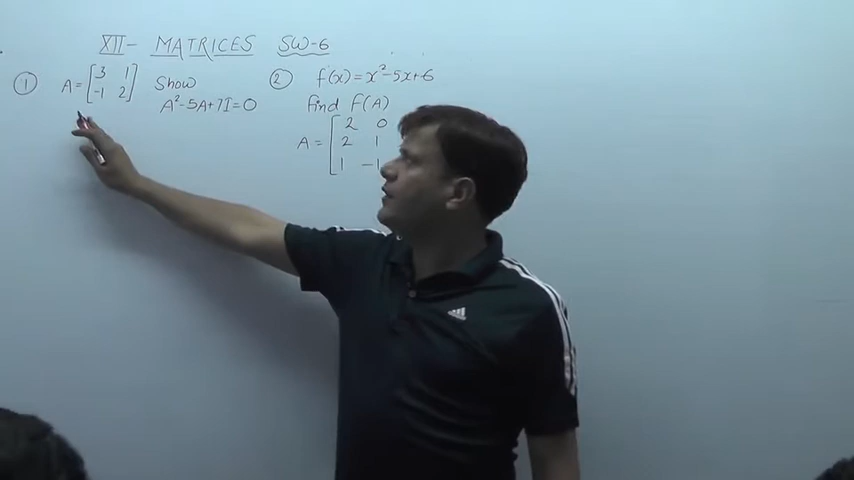 XII- MATRICES SW-6
① A = [3 1
-1 2] Show
A²-5A+7I=0
② f(x)=x²-5x+6
find f(A)
A = [2 0
2 1
1 -1
adidas